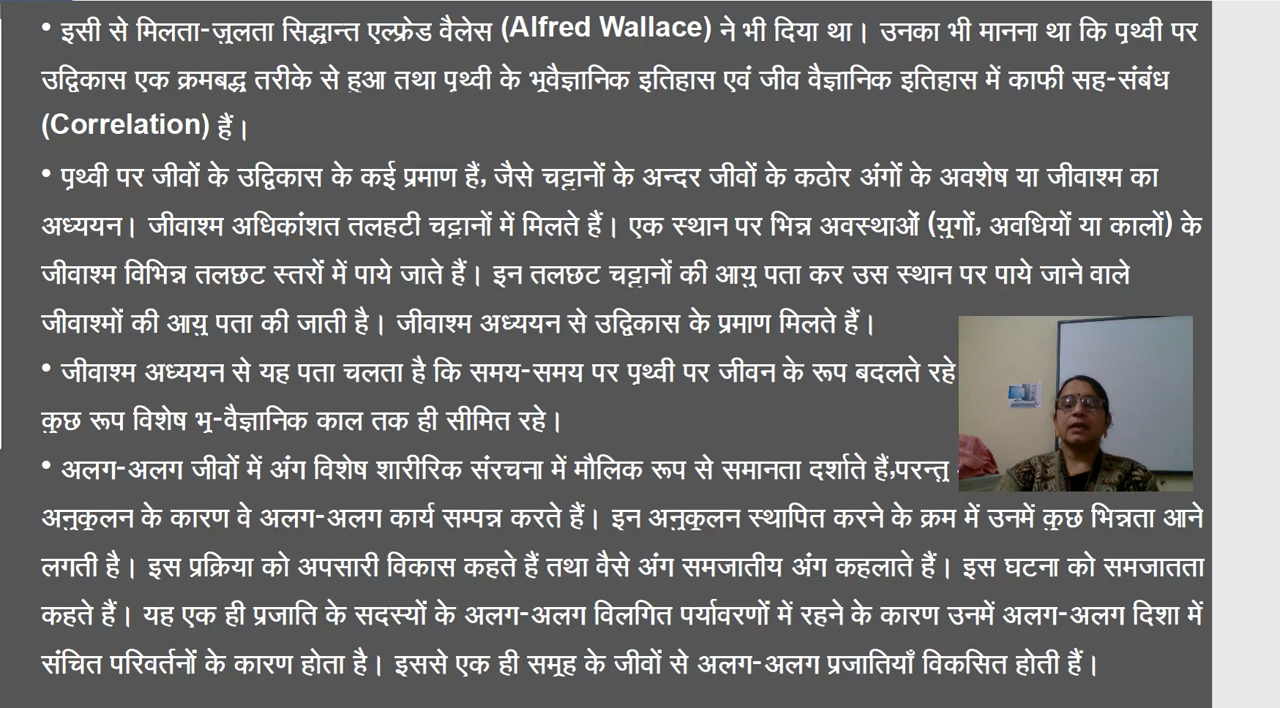 • इसी से मिलता-जुलता सिद्धान्त एल्फ्रेड वैलेस (Alfred Wallace) ने भी दिया था। उनका भी मानना था कि पृथ्वी पर
उद्विकास एक क्रमबद्ध तरीके से हुआ तथा पृथ्वी के भूवैज्ञानिक इतिहास एवं जीव वैज्ञानिक इतिहास में काफी सह-संबंध
(Correlation) हैं।
• पृथ्वी पर जीवों के उद्विकास के कई प्रमाण हैं, जैसे चट्टानों के अन्दर जीवों के कठोर अंगों के अवशेष या जीवाश्म का
अध्ययन। जीवाश्म अधिकांशत तलहटी चट्टानों में मिलते हैं। एक स्थान पर भिन्न अवस्थाओं (युगों, अवधियों या कालों) के
जीवाश्म विभिन्न तलछट स्तरों में पाये जाते हैं। इन तलछट चट्टानों की आयु पता कर उस स्थान पर पाये जाने वाले
जीवाश्मों की आयु पता की जाती है। जीवाश्म अध्ययन से उद्विकास के प्रमाण मिलते हैं।
• जीवाश्म अध्ययन से यह पता चलता है कि समय-समय पर पृथ्वी पर जीवन के रूप बदलते रहे
कुछ रूप विशेष भू-वैज्ञानिक काल तक ही सीमित रहे।
• अलग-अलग जीवों में अंग विशेष शारीरिक संरचना में मौलिक रूप से समानता दर्शाते हैं,परन्तु
अनुकूलन के कारण वे अलग-अलग कार्य सम्पन्न करते हैं। इन अनुकूलन स्थापित करने के क्रम में उनमें कुछ भिन्नता आने
लगती है। इस प्रक्रिया को अपसारी विकास कहते हैं तथा वैसे अंग समजातीय अंग कहलाते हैं। इस घटना को समजातता
कहते हैं। यह एक ही प्रजाति के सदस्यों के अलग-अलग विलगित पर्यावरणों में रहने के कारण उनमें अलग-अलग दिशा में
संचित परिवर्तनों के कारण होता है। इससे एक ही समूह के जीवों से अलग-अलग प्रजातियाँ विकसित होती हैं।